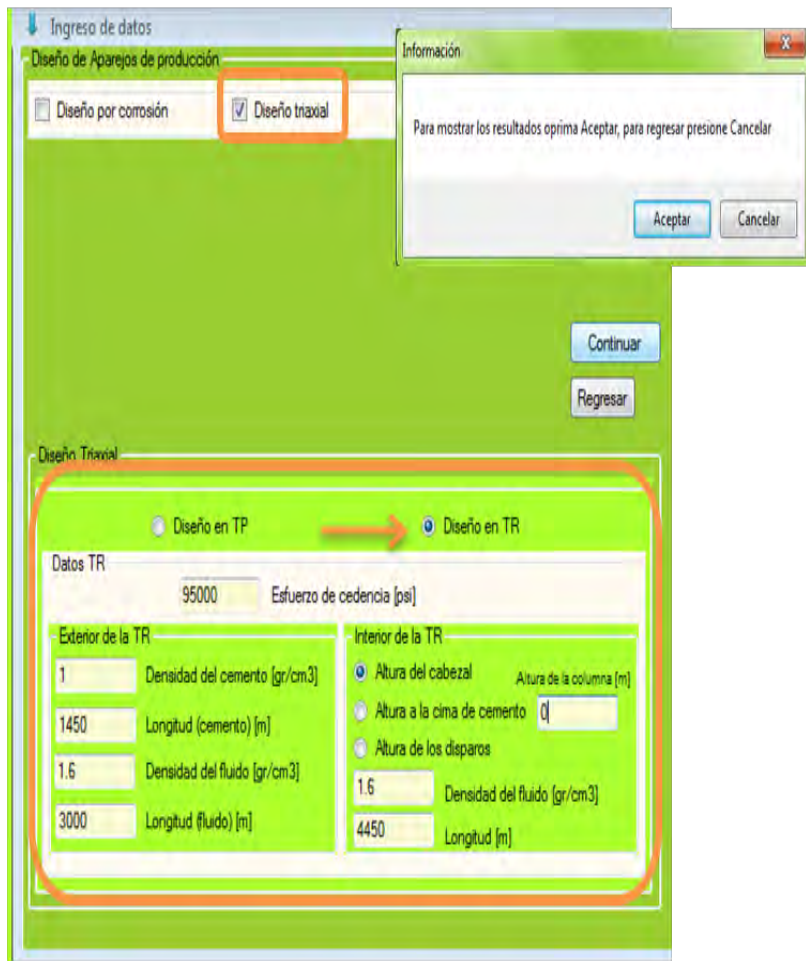 Ingreso de datos
Diseño de Aparejos de producción
Diseño por corrosión
Diseño triaxial
Información
Para mostrar los resultados oprima Aceptar, para regresar presione Cancelar
Aceptar
Cancelar
Continuar
Regresar
Diseño Triaxial
Diseño en TP
Diseño en TR
Datos TR
95000 Esfuerzo de cedencia [psi]
Exterior de la TR
1 Densidad del cemento [gr/cm3]
1450 Longitud (cemento) [m]
1.6 Densidad del fluido [gr/cm3]
3000 Longitud (fluido) [m]
Interior de la TR
Altura del cabezal
Altura de la columna [m]
Altura a la cima de cemento 0
Altura de los disparos
1.6 Densidad del fluido [gr/cm3]
4450 Longitud [m]